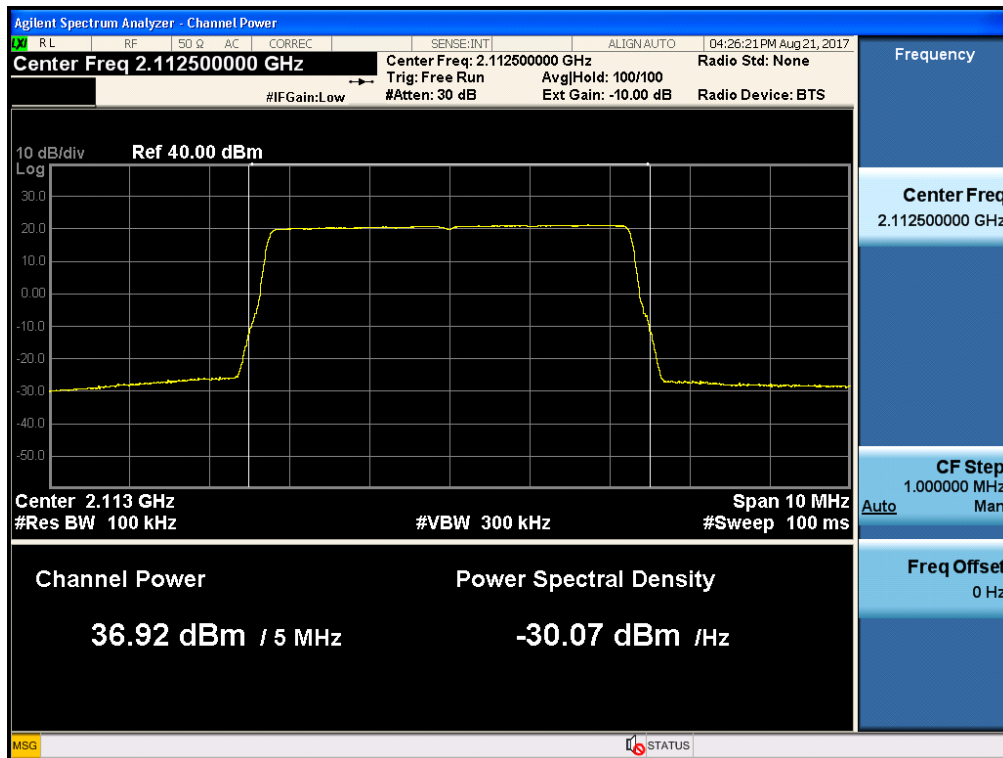 Agilent Spectrum Analyzer - Channel Power
LXI RL RF 50 Ω AC CORREC SENSE:INT ALIGN AUTO 04:26:21 PM Aug 21, 2017
Center Freq 2.112500000 GHz
Center Freq: 2.112500000 GHz Radio Std: None
Trig: Free Run Avg|Hold: 100/100
#IFGain:Low #Atten: 30 dB Ext Gain: -10.00 dB Radio Device: BTS
10 dB/div Ref 40.00 dBm
Log
30.0
20.0
10.0
0.00
-10.0
-20.0
-30.0
-40.0
-50.0
Center 2.113 GHz Span 10 MHz
#Res BW 100 kHz #VBW 300 kHz #Sweep 100 ms
Channel Power Power Spectral Density
36.92 dBm / 5 MHz -30.07 dBm /Hz
MSG STATUS
Frequency
Center Freq
2.112500000 GHz
CF Step
1.000000 MHz
Auto Man
Freq Offset
0 Hz